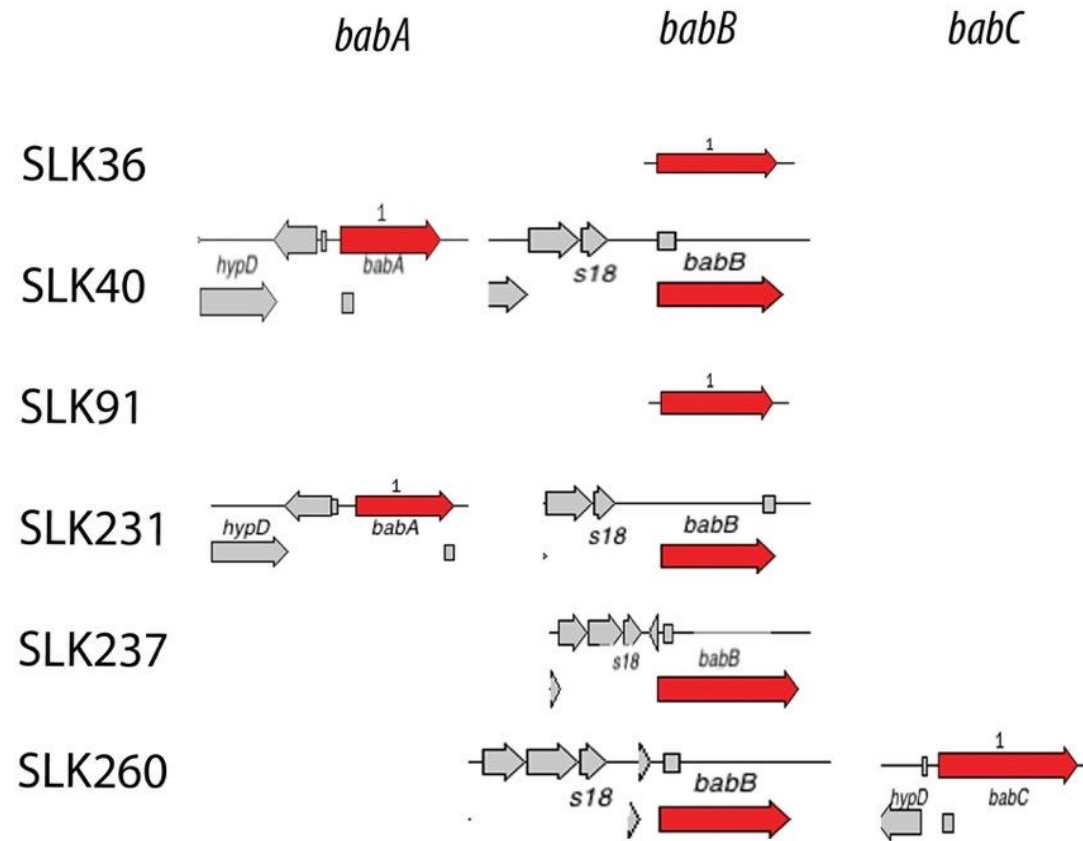 babA babB babC
SLK36
1
SLK40
1
hypD babA s18 babB
SLK91
1
SLK231
1
hypD babA s18 babB
SLK237
s18 babB
SLK260
1
s18 babB hypD babC